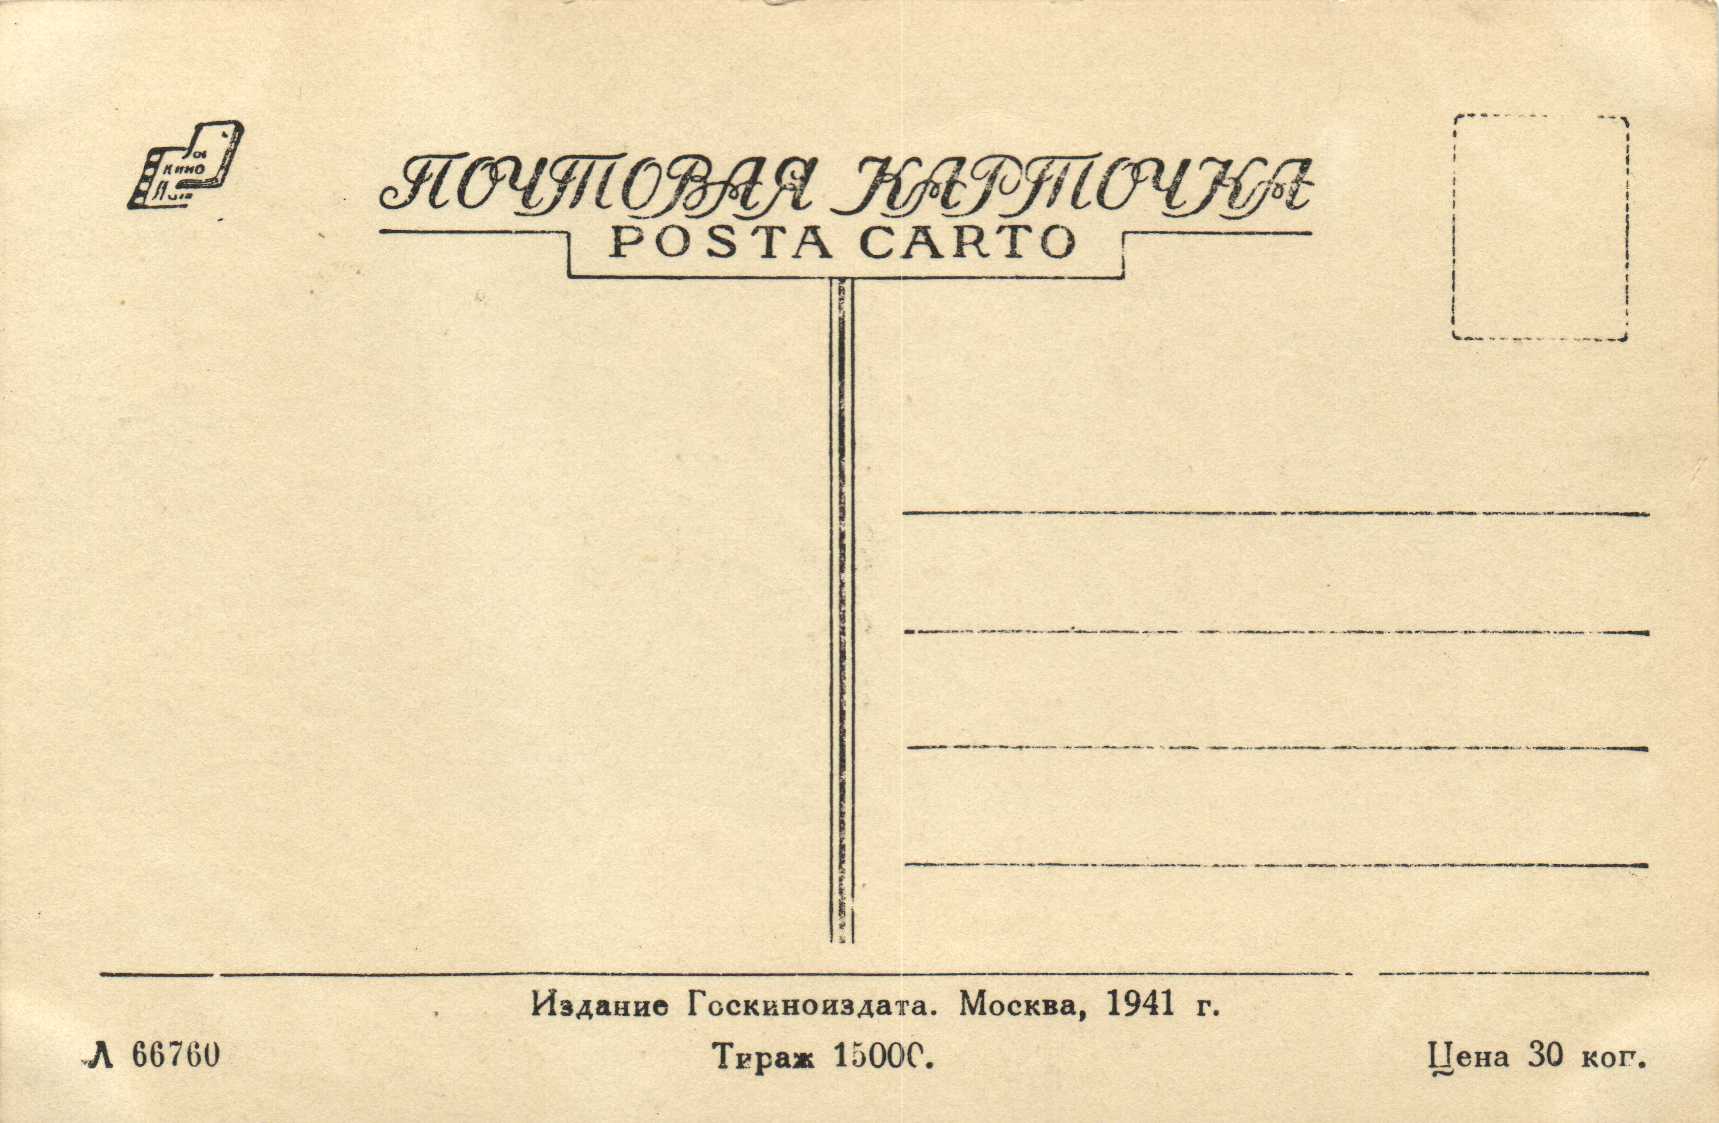 ПОЧТОВАЯ КАРТОЧКА
POSTA CARTO
Издание Госкиноиздата. Москва, 1941 г.
Л 66760
Тираж 15000.
Цена 30 коп.